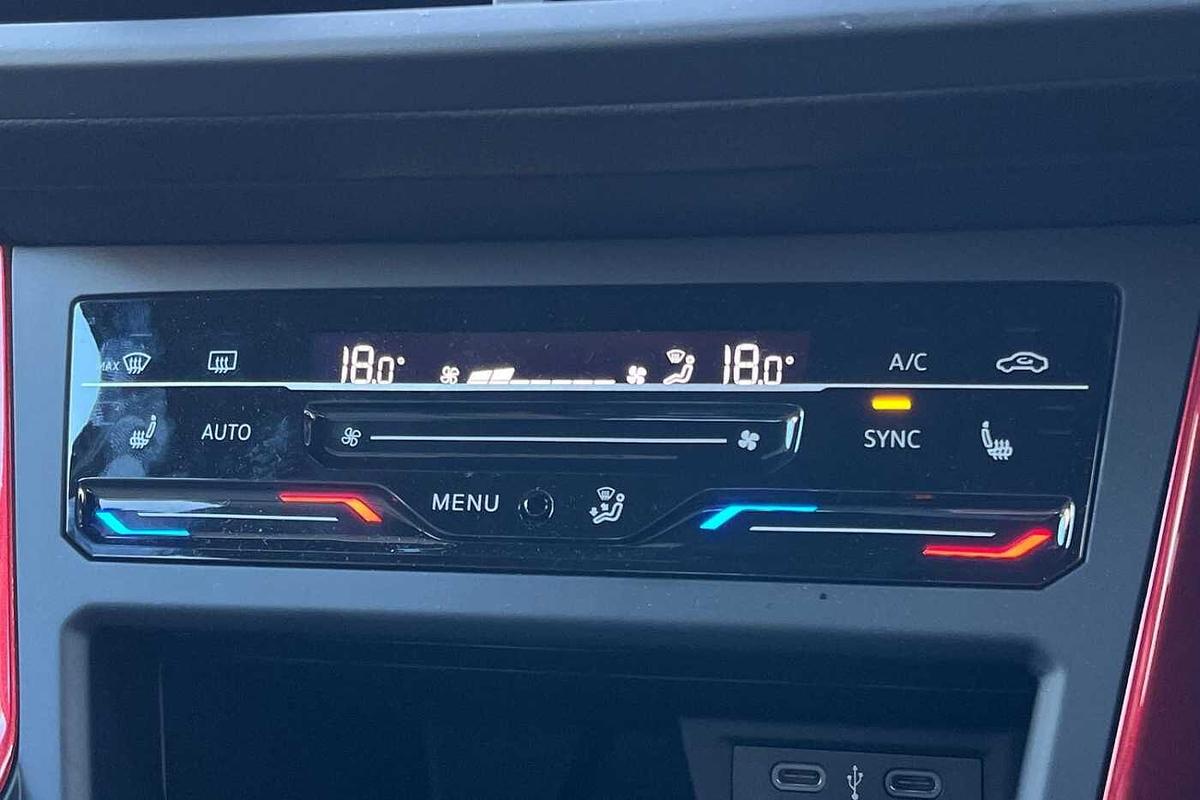 MAX
18.0° 18.0°
A/C
AUTO
SYNC
MENU